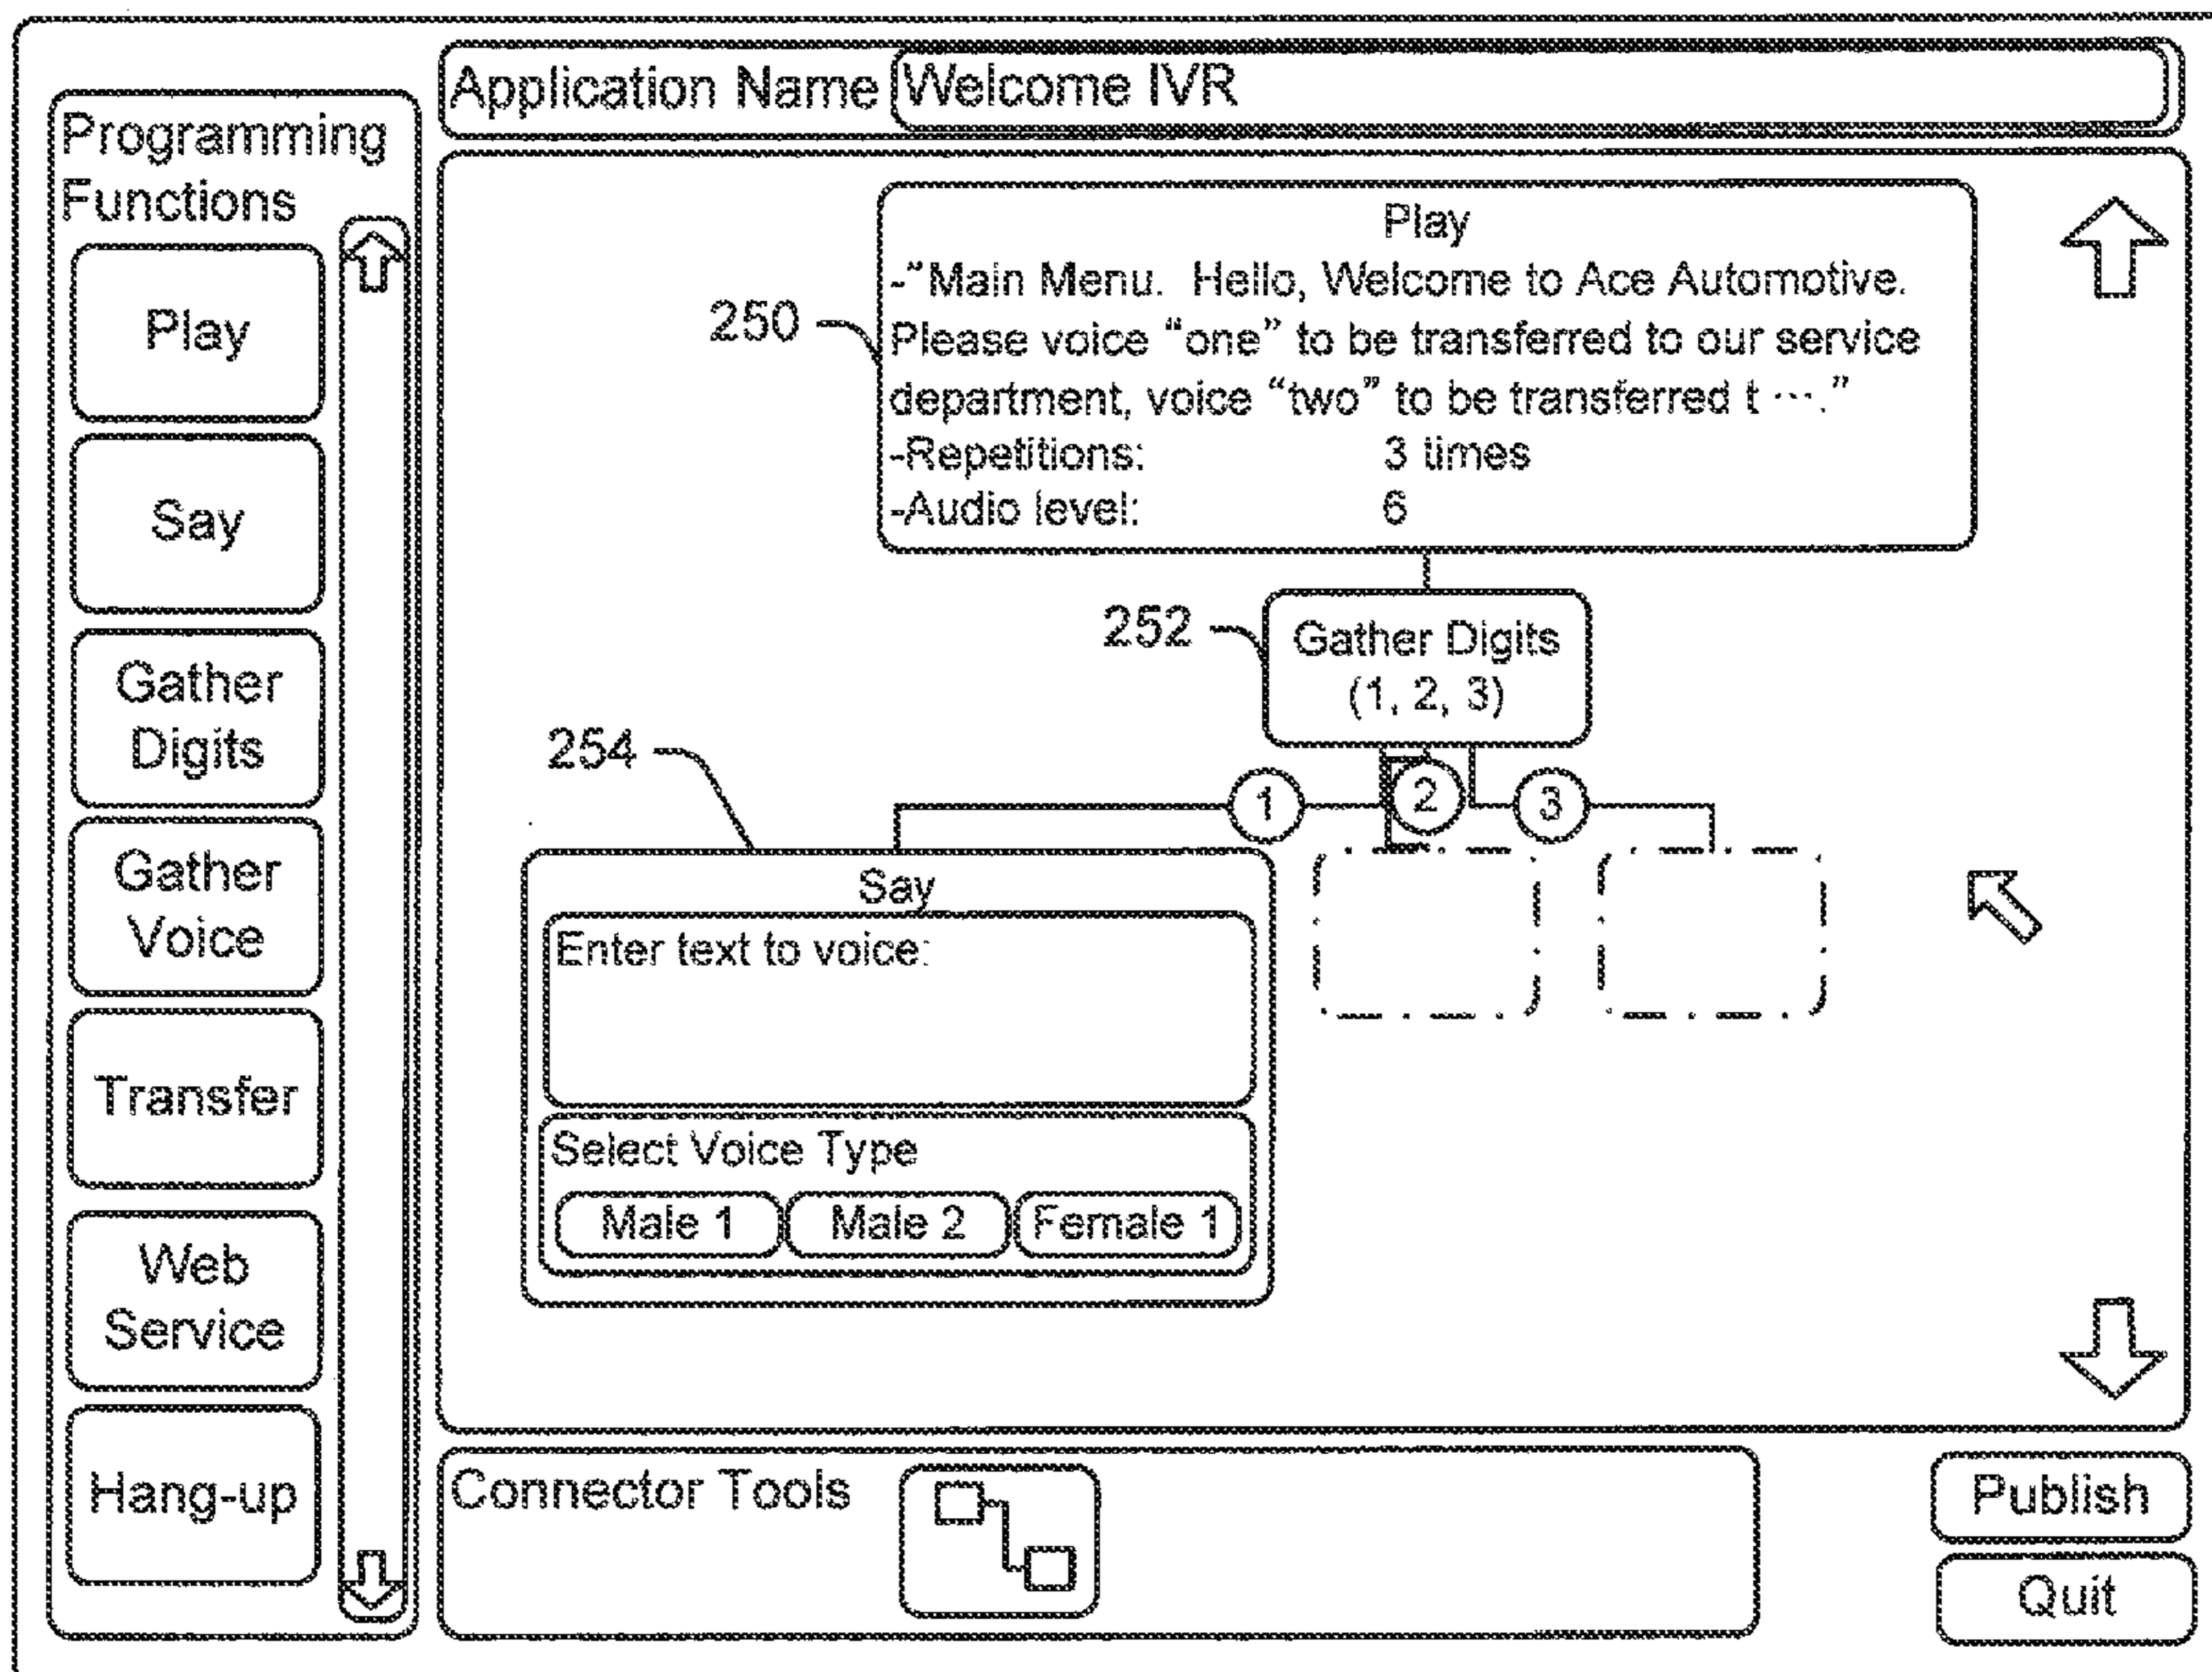 Application Name Welcome IVR
Programming
Functions
Play
Say
Gather
Digits
Gather
Voice
Transfer
Web
Service
Hang-up
Play
-"Main Menu. Hello, Welcome to Ace Automotive.
250 Please voice “one” to be transferred to our service
department, voice “two” to be transferred t ….”
-Repetitions: 3 times
-Audio level: 6
252
Gather Digits
(1, 2, 3)
254
1 2 3
Say
Enter text to voice:
Select Voice Type
Male 1 Male 2 Female 1
Connector Tools
Publish
Quit